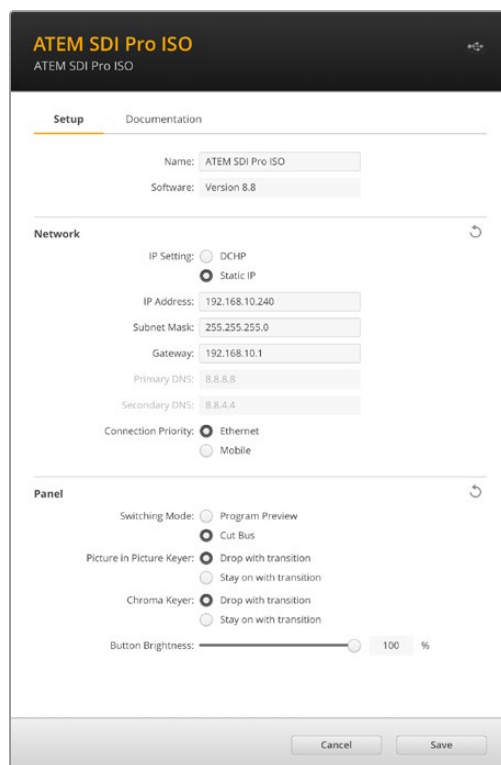 ATEM SDI Pro ISO
ATEM SDI Pro ISO
Setup Documentation
Name: ATEM SDI Pro ISO
Software: Version 8.8
Network
IP Setting: DCHP
Static IP
IP Address: 192.168.10.240
Subnet Mask: 255.255.255.0
Gateway: 192.168.10.1
Primary DNS: 8.8.8.8
Secondary DNS: 8.8.4.4
Connection Priority: Ethernet
Mobile
Panel
Switching Mode: Program Preview
Cut Bus
Picture in Picture Keyer: Drop with transition
Stay on with transition
Chroma Keyer: Drop with transition
Stay on with transition
Button Brightness: 100 %
Cancel Save